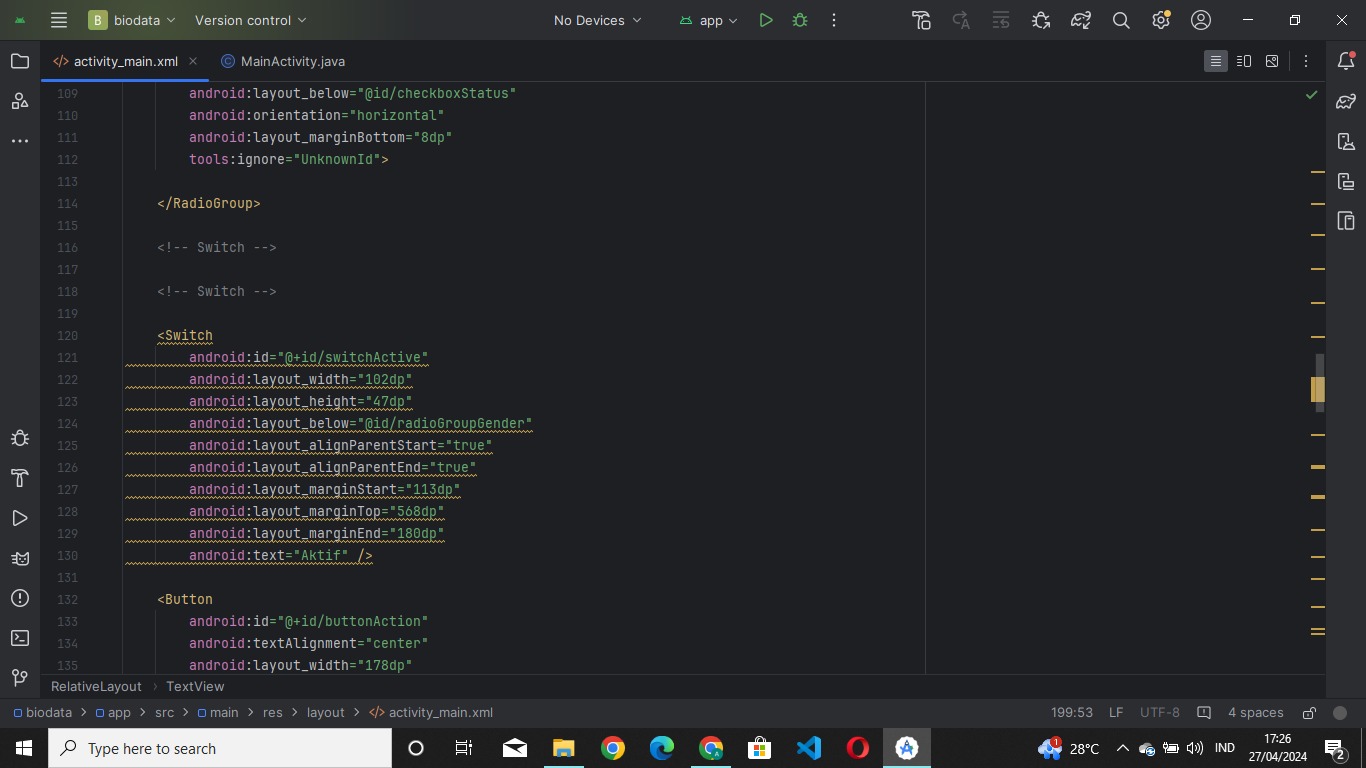 B biodata Version control No Devices app
activity_main.xml MainActivity.java
109 android:layout_below="@id/checkboxStatus"
110 android:orientation="horizontal"
111 android:layout_marginBottom="8dp"
112 tools:ignore="UnknownId">
113
114 </RadioGroup>
115
116 <!-- Switch -->
117
118 <!-- Switch -->
119
120 <Switch
121 android:id="@+id/switchActive"
122 android:layout_width="102dp"
123 android:layout_height="47dp"
124 android:layout_below="@id/radioGroupGender"
125 android:layout_alignParentStart="true"
126 android:layout_alignParentEnd="true"
127 android:layout_marginStart="113dp"
128 android:layout_marginTop="568dp"
129 android:layout_marginEnd="180dp"
130 android:text="Aktif" />
131
132 <Button
133 android:id="@+id/buttonAction"
134 android:textAlignment="center"
135 android:layout_width="178dp"
RelativeLayout > TextView
biodata > app > src > main > res > layout > activity_main.xml 199:53 LF UTF-8 4 spaces
Type here to search 1 28°C IND 17:26
27/04/2024 2